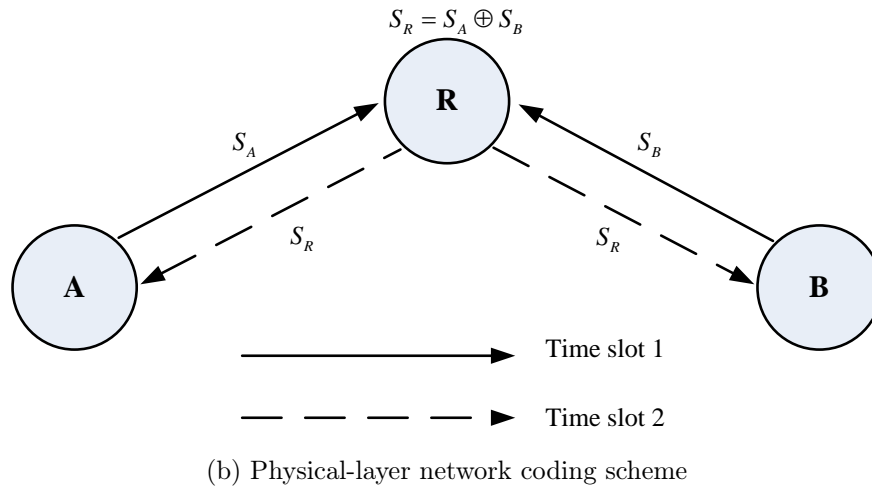 S_R = S_A ⊕ S_B
R
S_A
S_B
S_R
S_R
A
B
Time slot 1
Time slot 2
(b) Physical-layer network coding scheme